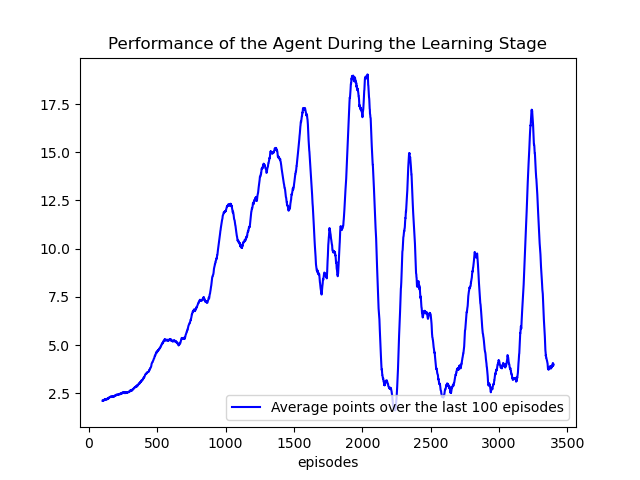 Performance of the Agent During the Learning Stage
17.5
15.0
12.5
10.0
7.5
5.0
2.5
Average points over the last 100 episodes
0 500 1000 1500 2000 2500 3000 3500
episodes